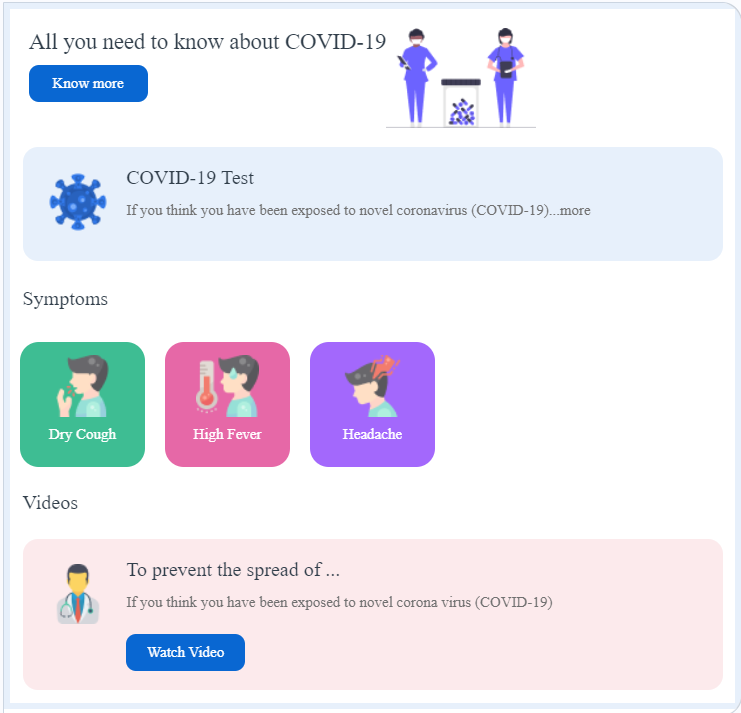 All you need to know about COVID-19
Know more
COVID-19 Test
If you think you have been exposed to novel coronavirus (COVID-19)...more
Symptoms
Dry Cough
High Fever
Headache
Videos
To prevent the spread of ...
If you think you have been exposed to novel corona virus (COVID-19)
Watch Video